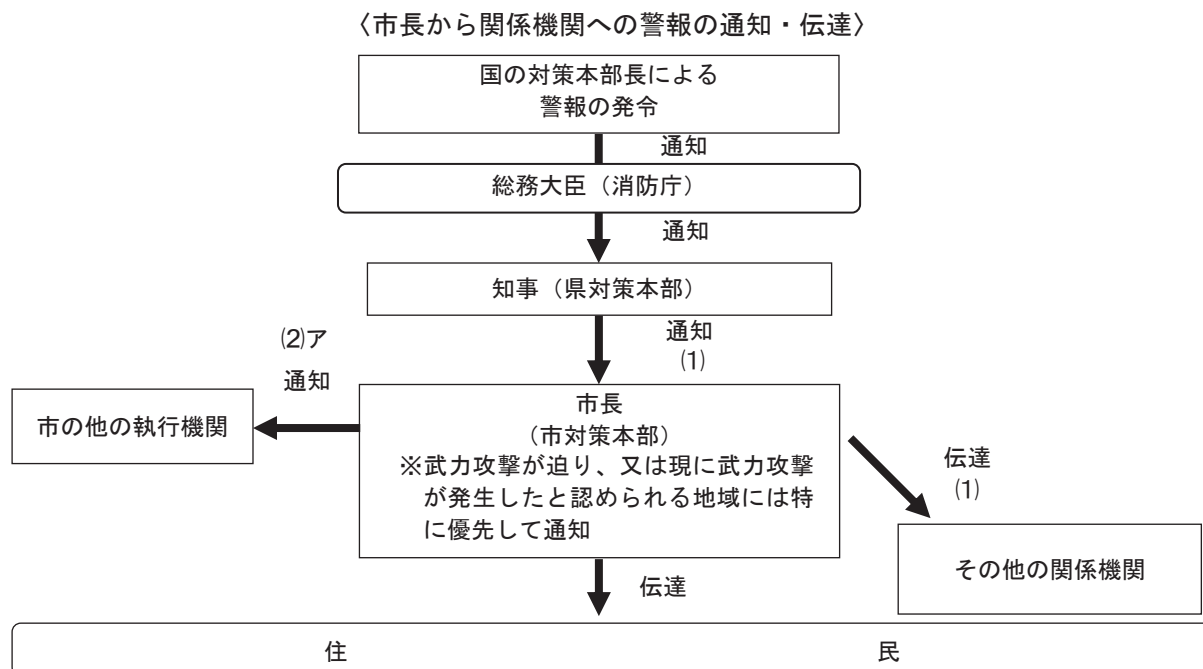 〈市長から関係機関への警報の通知・伝達〉
国の対策本部長による
警報の発令
通知
総務大臣（消防庁）
通知
知事（県対策本部）
通知
⑴
⑵ア
通知
市の他の執行機関
市長
（市対策本部）
※武力攻撃が迫り、又は現に武力攻撃
が発生したと認められる地域には特
に優先して通知
伝達
⑴
その他の関係機関
伝達
住 民